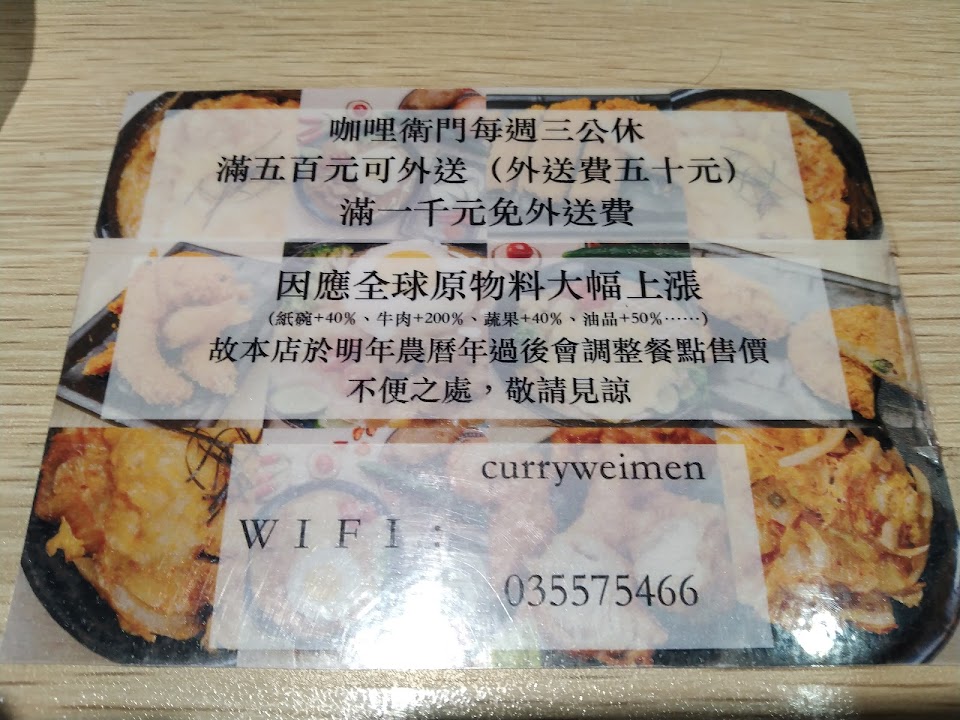 咖哩衛門每週三公休
滿五百元可外送（外送費五十元）
滿一千元免外送費
因應全球原物料大幅上漲
（紙碗+40%、牛肉+200%、蔬果+40%、油品+50%⋯⋯）
故本店於明年農曆年過後會調整餐點售價
不便之處，敬請見諒
curryweimen
WIFI：
035575466